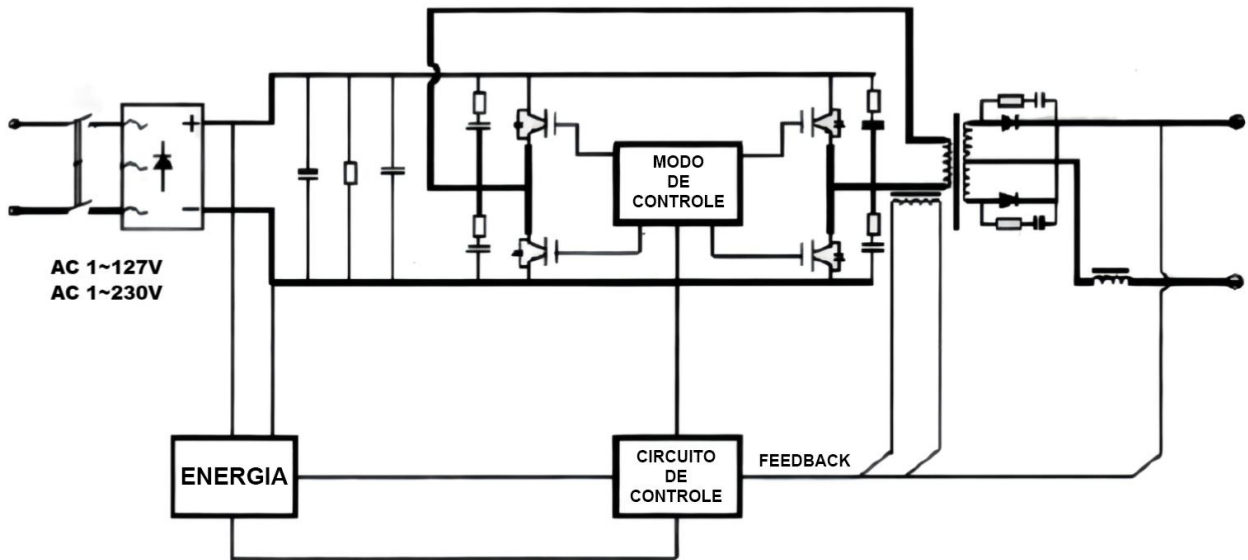 MODO
DE
CONTROLE
+
−
AC 1~127V
AC 1~230V
ENERGIA
CIRCUITO
DE
CONTROLE
FEEDBACK